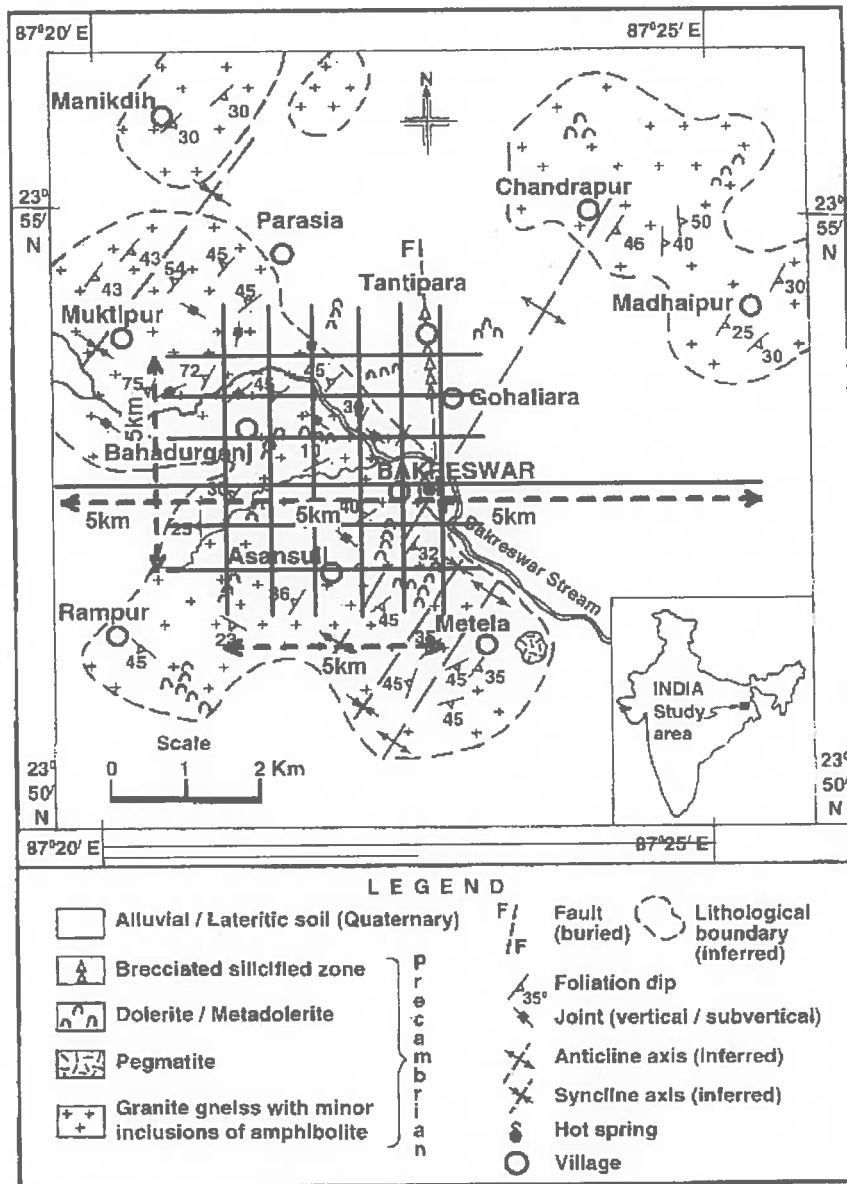 87°20′ E
87°25′ E
N
Manikdih
30
30
23°
55′
N
Chandrapur
23°
55′
N
Parasia
F
50
46
40
Tantipara
43
45
54
43
45
30
Madhaipur
Muktipur
25
30
72
45
75
45
Gohaliara
5km
Bahadurganj
10
BAKRESWAR
30
40
5km
5km
5km
25
Bakreswar Stream
Asansuli
32
36
45
Rampur
Metela
23
35
45
5km
45
35
45
45
INDIA
Study
area
Scale
0 1 2 Km
23°
50′
N
23°
50′
N
87°20′ E
87°25′ E
LEGEND
Alluvial / Lateritic soil (Quaternary)
Brecciated silicified zone
Dolerite / Metadolerite
Pegmatite
Granite gneiss with minor
inclusions of amphibolite
Precambrian
F
F
Fault
(buried)
Lithological
boundary
(inferred)
35°
Foliation dip
Joint (vertical / subvertical)
Anticline axis (Inferred)
Syncline axis (inferred)
Hot spring
Village